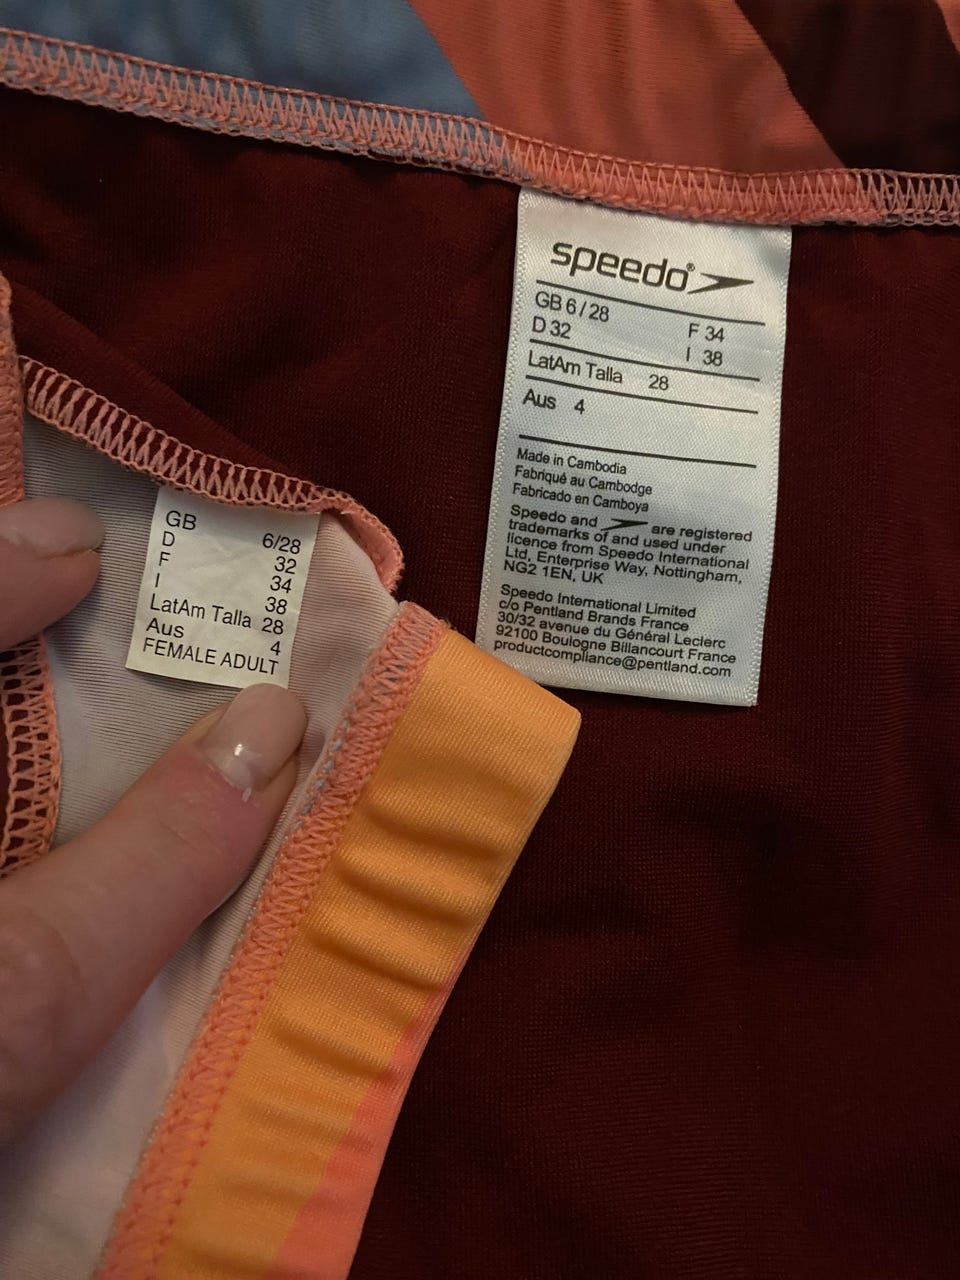 speedo®
GB 6 / 28
F 34
D 32
I 38
LatAm Talla 28
Aus 4
Made in Cambodia
Fabriqué au Cambodge
Fabricado en Camboya
Speedo and are registered
trademarks of and used under
licence from Speedo International
Ltd, Enterprise Way, Nottingham,
NG2 1EN, UK
Speedo International Limited
c/o Pentland Brands France
30/32 avenue du Général Leclerc
92100 Boulogne Billancourt France
productcompliance@pentland.com
GB 6/28
D 32
F 34
I 38
LatAm Talla 28
Aus 4
FEMALE ADULT